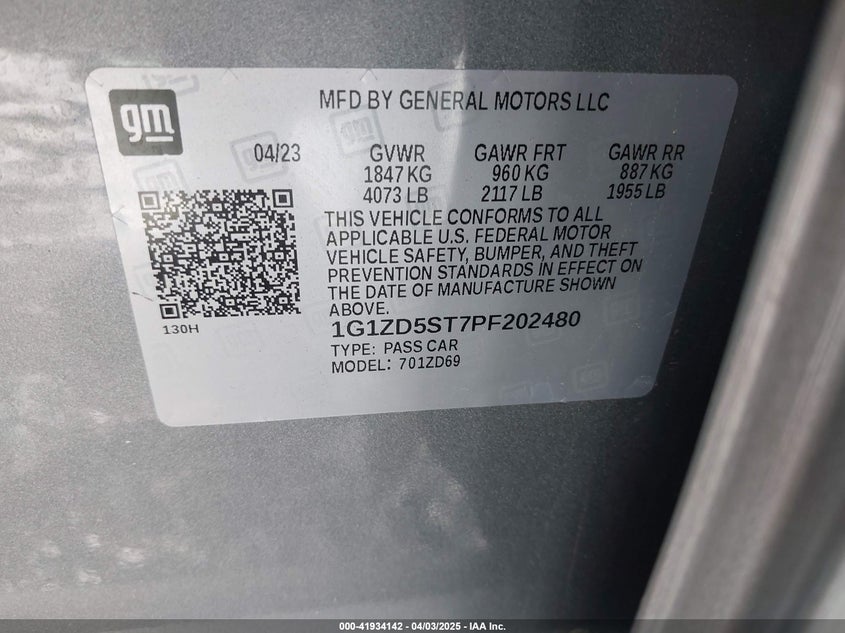 gm
MFD BY GENERAL MOTORS LLC
04/23 GVWR GAWR FRT GAWR RR
1847 KG 960 KG 887 KG
4073 LB 2117 LB 1955 LB
THIS VEHICLE CONFORMS TO ALL
APPLICABLE U.S. FEDERAL MOTOR
VEHICLE SAFETY, BUMPER, AND THEFT
PREVENTION STANDARDS IN EFFECT ON
THE DATE OF MANUFACTURE SHOWN
ABOVE.
130H
1G1ZD5ST7PF202480
TYPE: PASS CAR
MODEL: 701ZD69
000-41934142 - 04/03/2025 - IAA Inc.